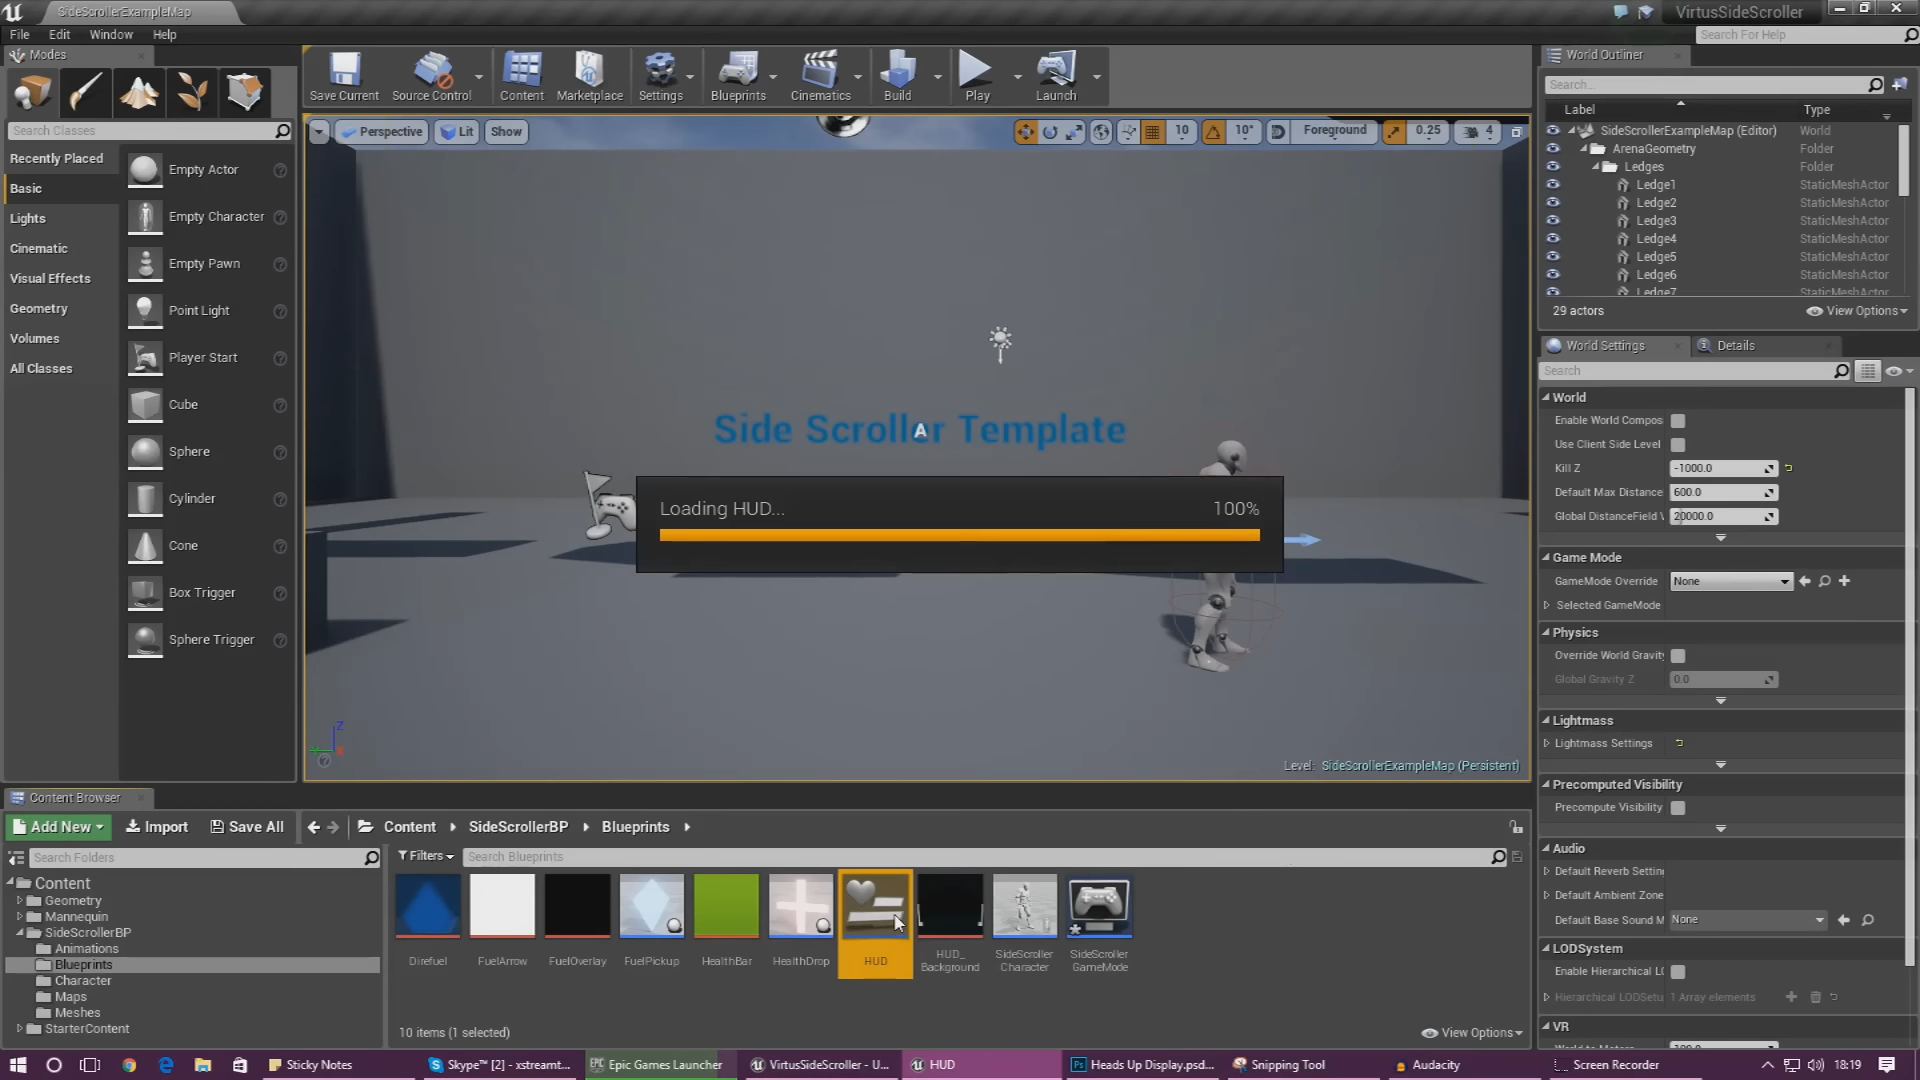 SideScrollerExampleMap
VirtusSideScroller
File Edit Window Help
Search For Help
Modes
Save Current
Source Control
Content
Marketplace
Settings
Blueprints
Cinematics
Build
Play
Launch
World Outliner
Search...
Label
Type
Search Classes
Recently Placed
Basic
Lights
Cinematic
Visual Effects
Geometry
Volumes
All Classes
Empty Actor
Empty Character
Empty Pawn
Point Light
Player Start
Cube
Sphere
Cylinder
Cone
Box Trigger
Sphere Trigger
Perspective
Lit
Show
10
10°
Foreground
0.25
4
SideScrollerExampleMap (Editor) World
ArenaGeometry Folder
Ledges Folder
Ledge1 StaticMeshActor
Ledge2 StaticMeshActor
Ledge3 StaticMeshActor
Ledge4 StaticMeshActor
Ledge5 StaticMeshActor
Ledge6 StaticMeshActor
Ledge7 StaticMeshActor
29 actors
View Options
Side Scroller Template
A
Loading HUD... 100%
Level: SideScrollerExampleMap (Persistent)
World Settings
Details
Search
World
Enable World Compos
Use Client Side Level
Kill Z -1000.0
Default Max Distance 600.0
Global DistanceField V 20000.0
Game Mode
GameMode Override None
Selected GameMode
Physics
Override World Gravity
Global Gravity Z 0.0
Lightmass
Lightmass Settings
Precomputed Visibility
Precompute Visibility
Audio
Default Reverb Settin
Default Ambient Zone
Default Base Sound M None
LODSystem
Enable Hierarchical LO
Hierarchical LODSetu 1 Array elements
VR
Content Browser
Add New
Import
Save All
Content
SideScrollerBP
Blueprints
Search Folders
Filters
Search Blueprints
Content
Geometry
Mannequin
SideScrollerBP
Animations
Blueprints
Character
Maps
Meshes
StarterContent
Direfuel
FuelArrow
FuelOverlay
FuelPickup
HealthBar
HealthDrop
HUD
HUD_
Background
SideScroller
Character
SideScroller
GameMode
10 items (1 selected)
View Options
Sticky Notes
Skype™ [2] - xstreamt...
Epic Games Launcher
VirtusSideScroller - U...
HUD
Heads Up Display.psd...
Snipping Tool
Audacity
Screen Recorder
18:19